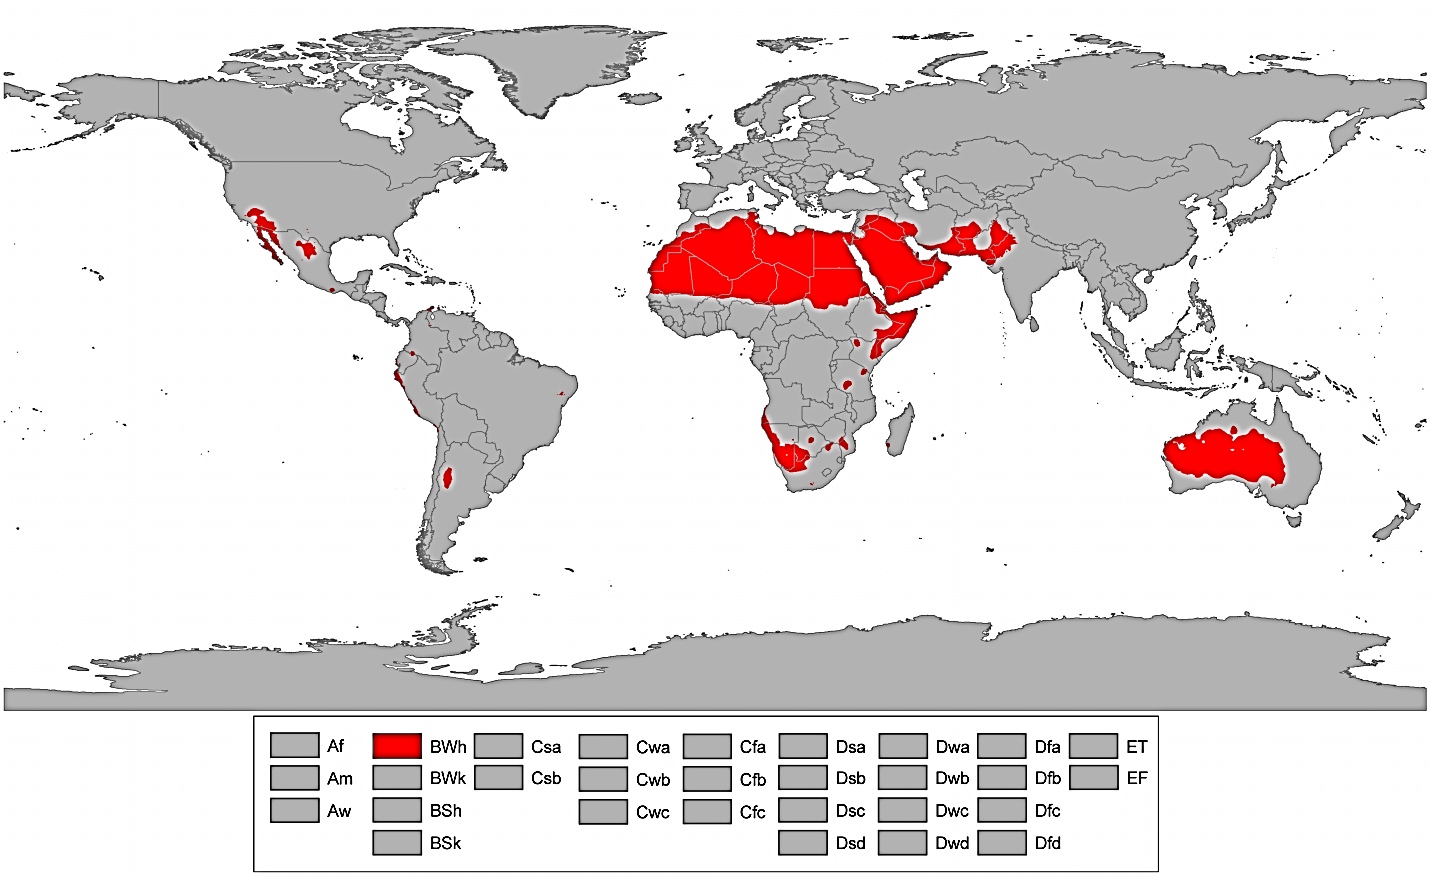 Af BWh Csa Cwa Cfa Dsa Dwa Dfa ET
Am BWk Csb Cwb Cfb Dsb Dwb Dfb EF
Aw BSh Cwc Cfc Dsc Dwc Dfc
BSk Dsd Dwd Dfd